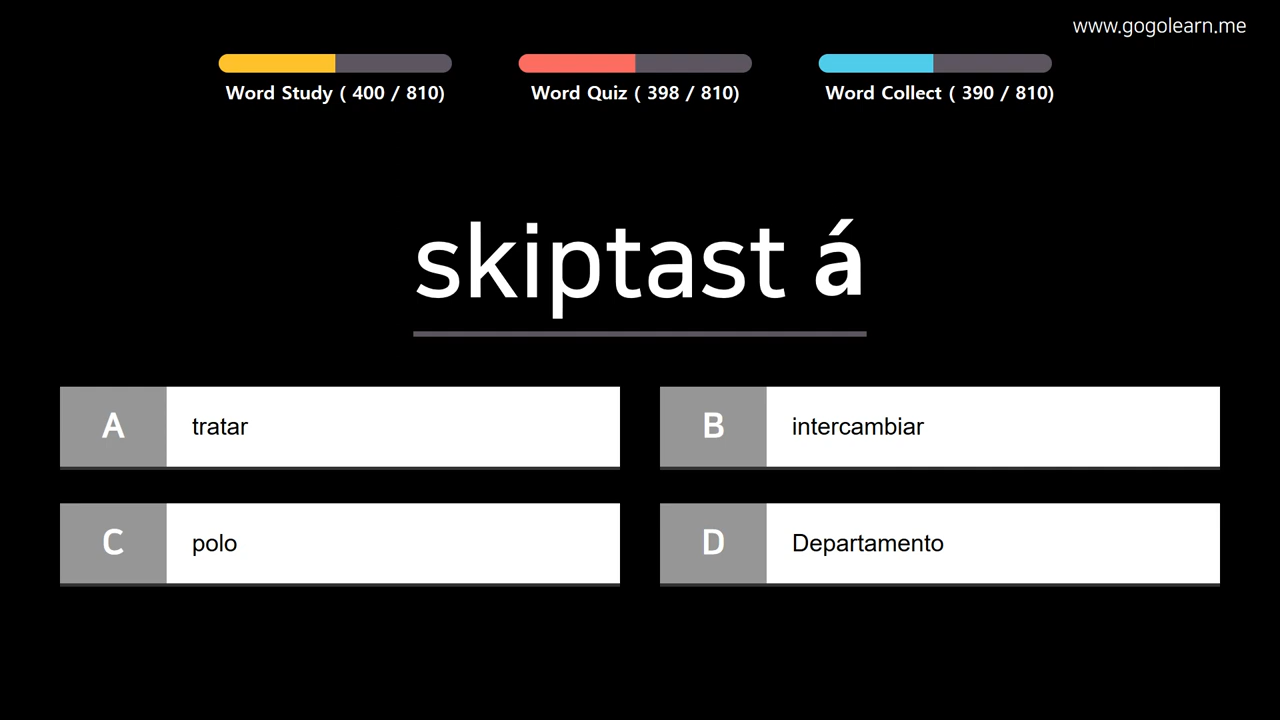 www.gogolearn.me
Word Study ( 400 / 810)
Word Quiz ( 398 / 810)
Word Collect ( 390 / 810)
skiptast á
A tratar
B intercambiar
C polo
D Departamento